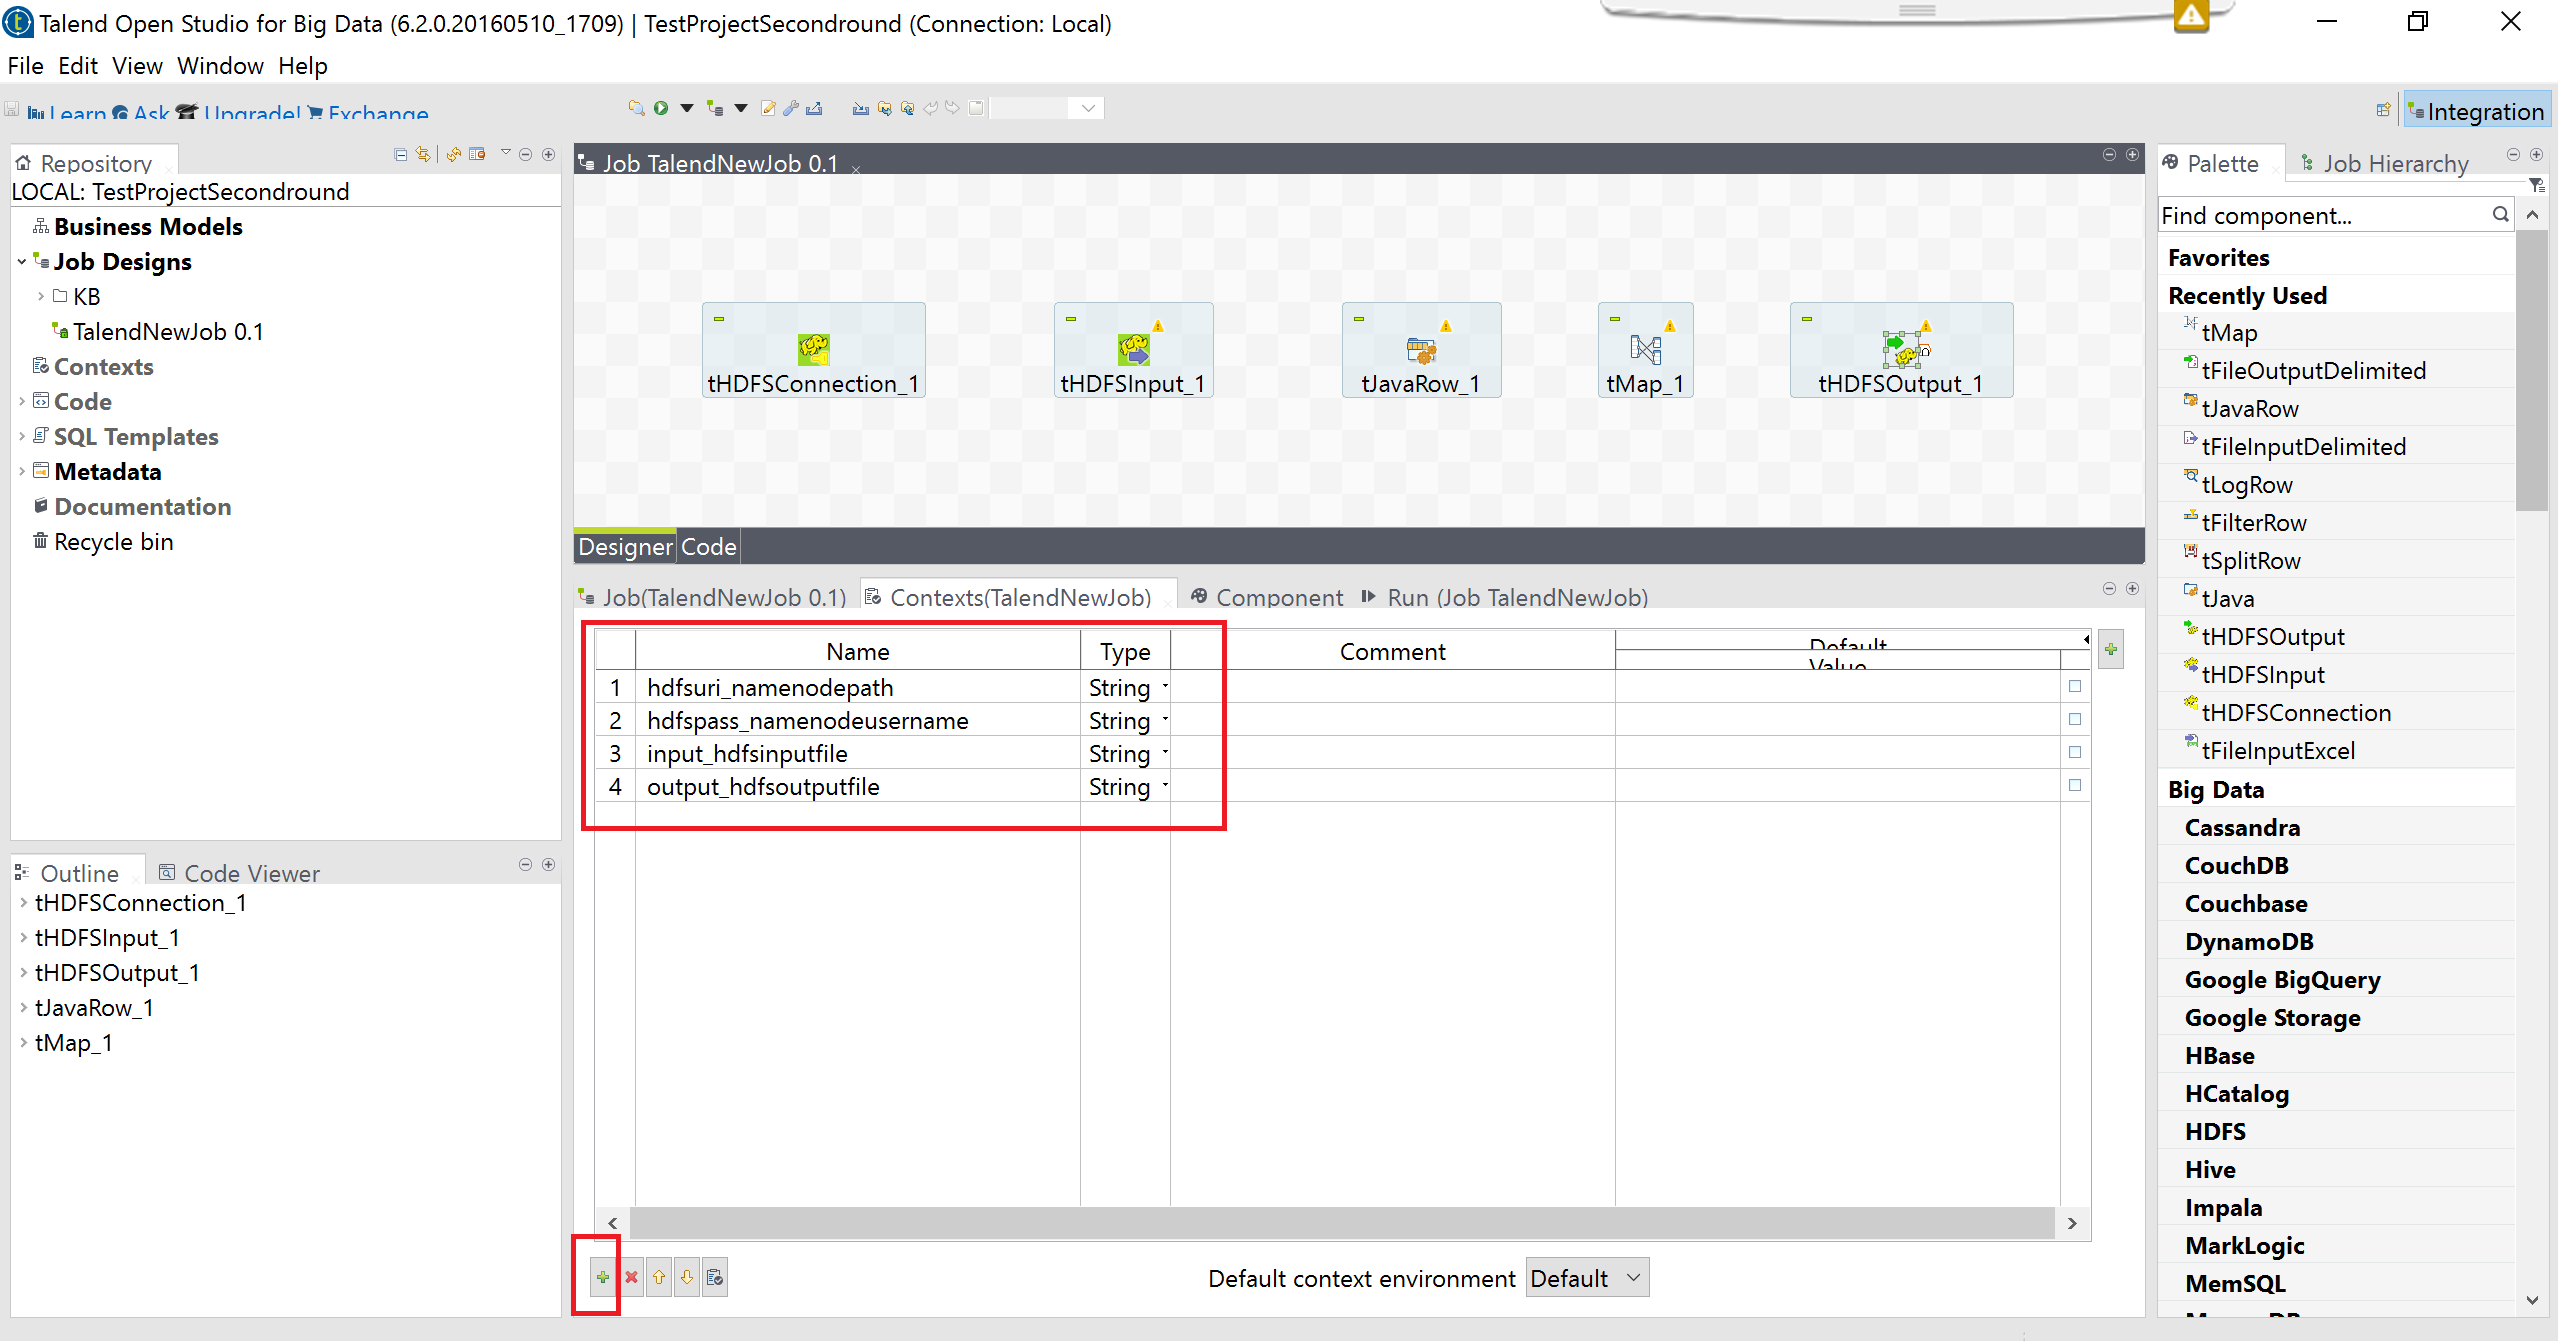 Talend Open Studio for Big Data (6.2.0.20160510_1709) | TestProjectSecondround (Connection: Local)
File Edit View Window Help
Learn Ask Upgrade! Exchange
Integration
Repository
LOCAL: TestProjectSecondround
Business Models
Job Designs
KB
TalendNewJob 0.1
Contexts
Code
SQL Templates
Metadata
Documentation
Recycle bin
Outline Code Viewer
tHDFSConnection_1
tHDFSInput_1
tHDFSOutput_1
tJavaRow_1
tMap_1
Job TalendNewJob 0.1
tHDFSConnection_1 tHDFSInput_1 tJavaRow_1 tMap_1 tHDFSOutput_1
Designer Code
Job(TalendNewJob 0.1) Contexts(TalendNewJob) Component Run (Job TalendNewJob)
Name Type Comment Default
Value
1 hdfsuri_namenodepath String
2 hdfspass_namenodeusername String
3 input_hdfsinputfile String
4 output_hdfsoutputfile String
Default context environment Default
Palette Job Hierarchy
Find component...
Favorites
Recently Used
tMap
tFileOutputDelimited
tJavaRow
tFileInputDelimited
tLogRow
tFilterRow
tSplitRow
tJava
tHDFSOutput
tHDFSInput
tHDFSConnection
tFileInputExcel
Big Data
Cassandra
CouchDB
Couchbase
DynamoDB
Google BigQuery
Google Storage
HBase
HCatalog
HDFS
Hive
Impala
MarkLogic
MemSQL